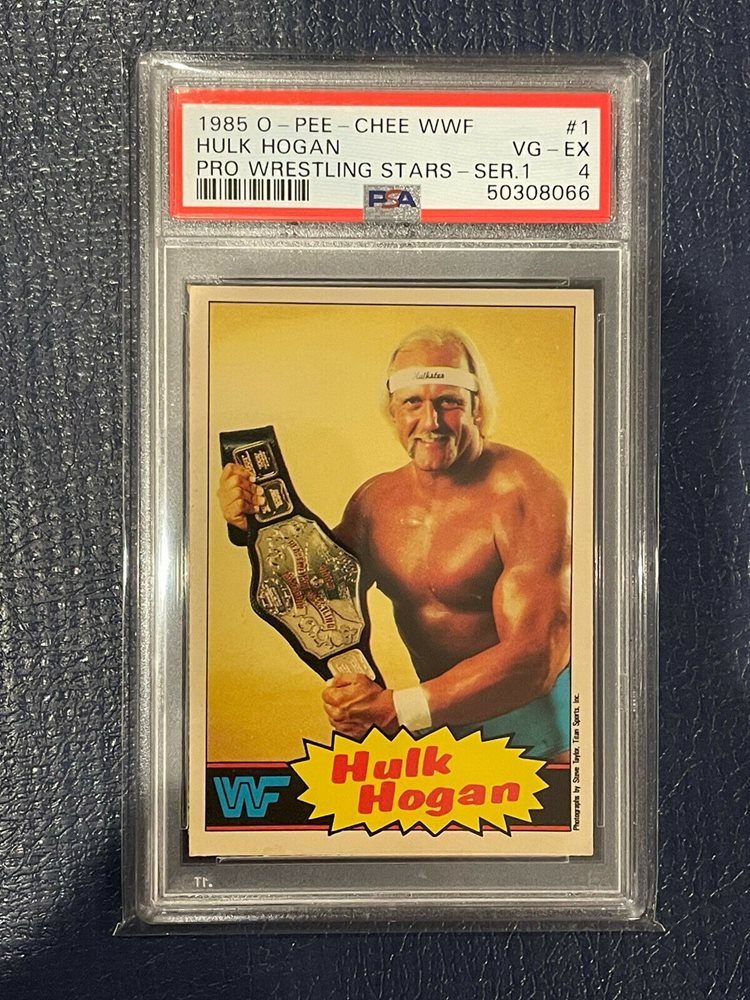 1985 O-PEE-CHEE WWF #1
HULK HOGAN VG-EX
PRO WRESTLING STARS-SER.1 4
PSA 50308066
Hulkster
WF
Hulk
Hogan
Photographs by Steve Taylor, Titan Sports, Inc.